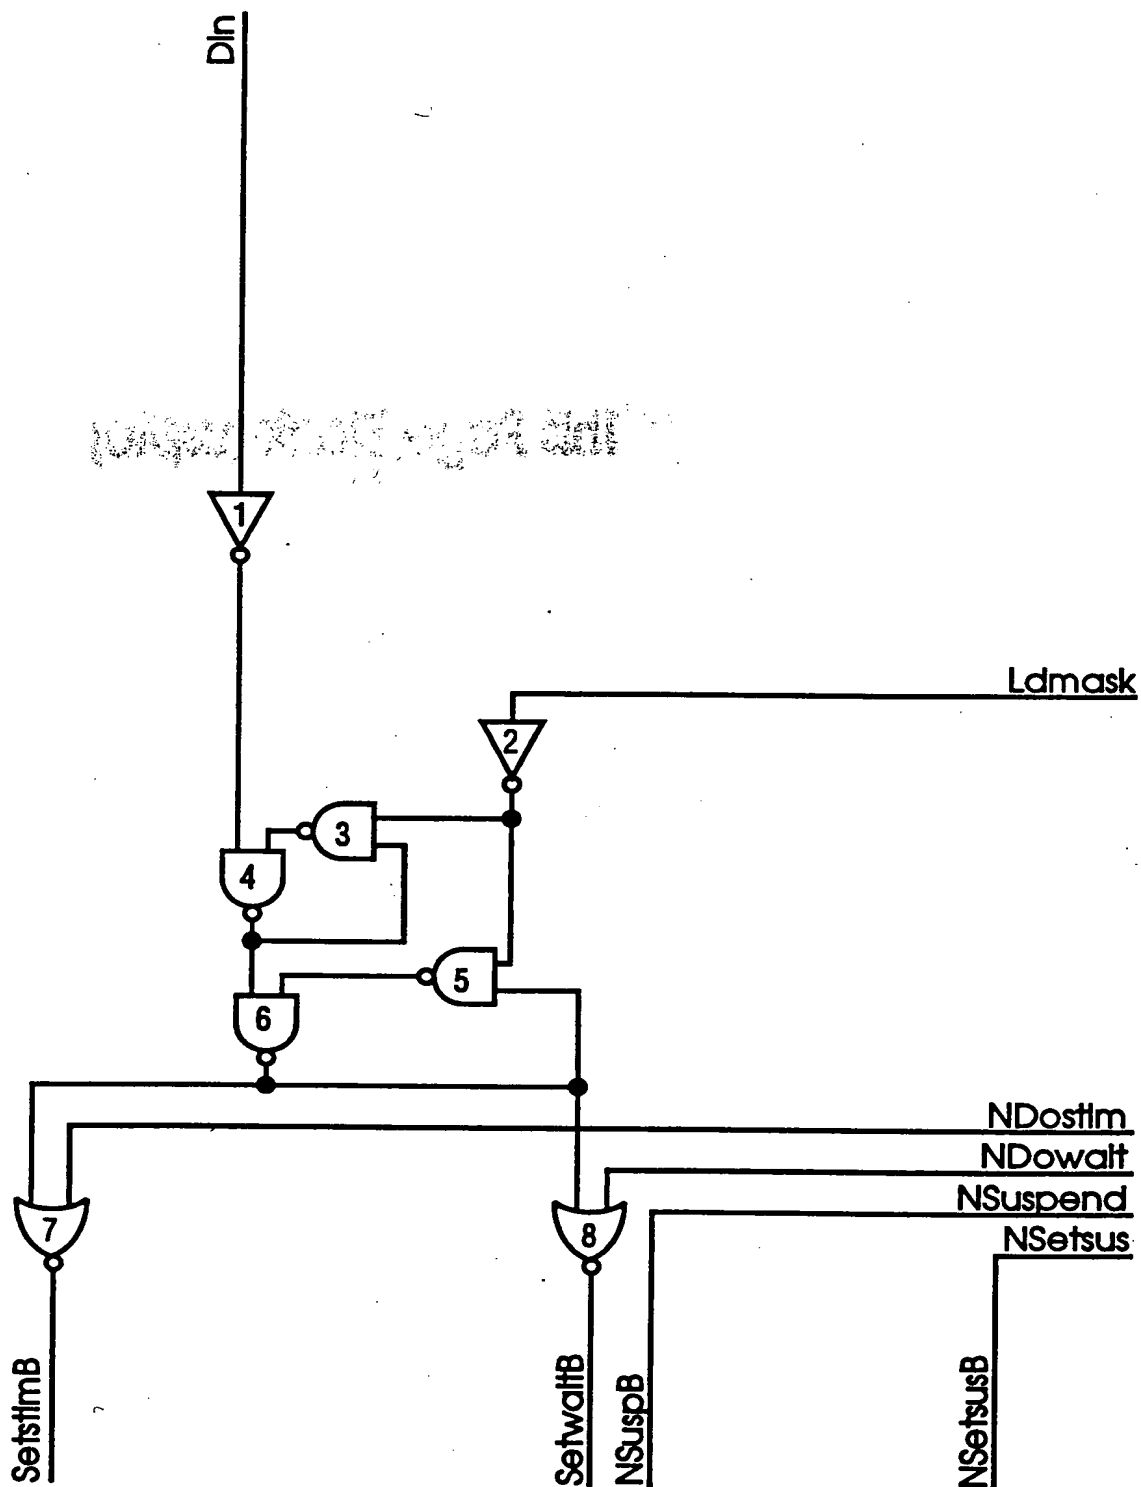 DIn
1
Ldmask
2
3
4
5
6
NDostim
NDowait
NSuspend
NSetsus
7
8
SetstimB
SetwaitB
NSuspB
NSetsusB